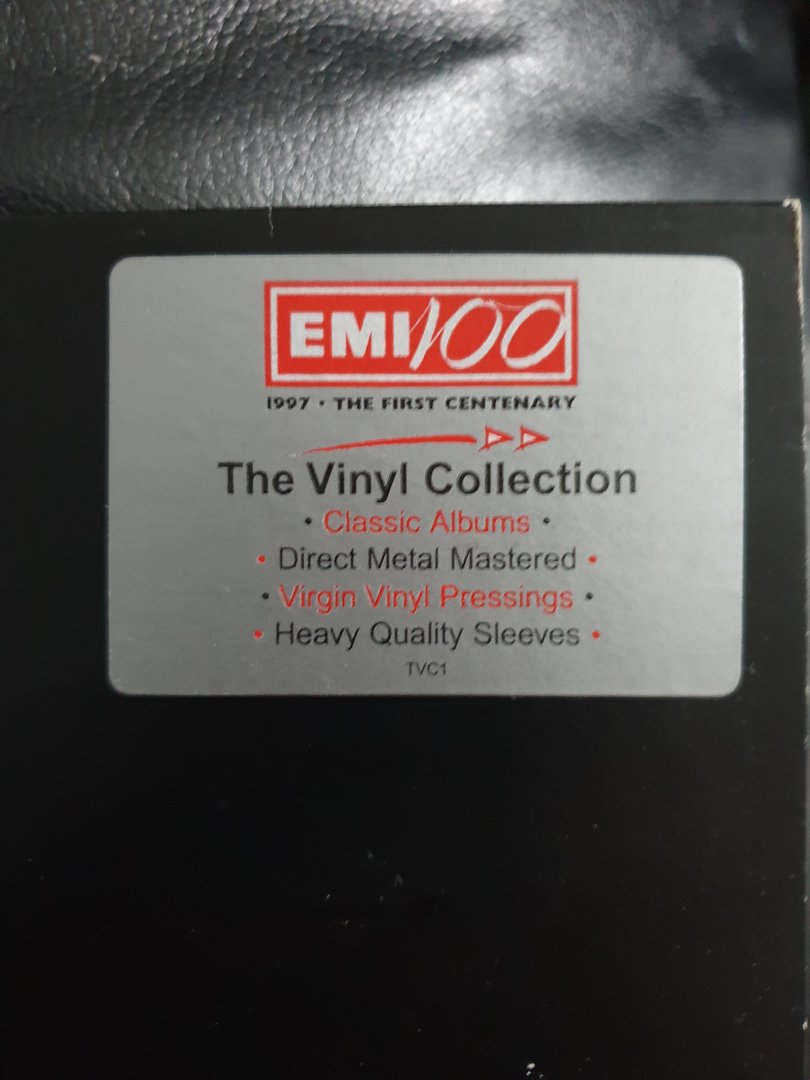 EMI100
1997 • THE FIRST CENTENARY
The Vinyl Collection
• Classic Albums •
• Direct Metal Mastered •
• Virgin Vinyl Pressings •
• Heavy Quality Sleeves •
TVC1